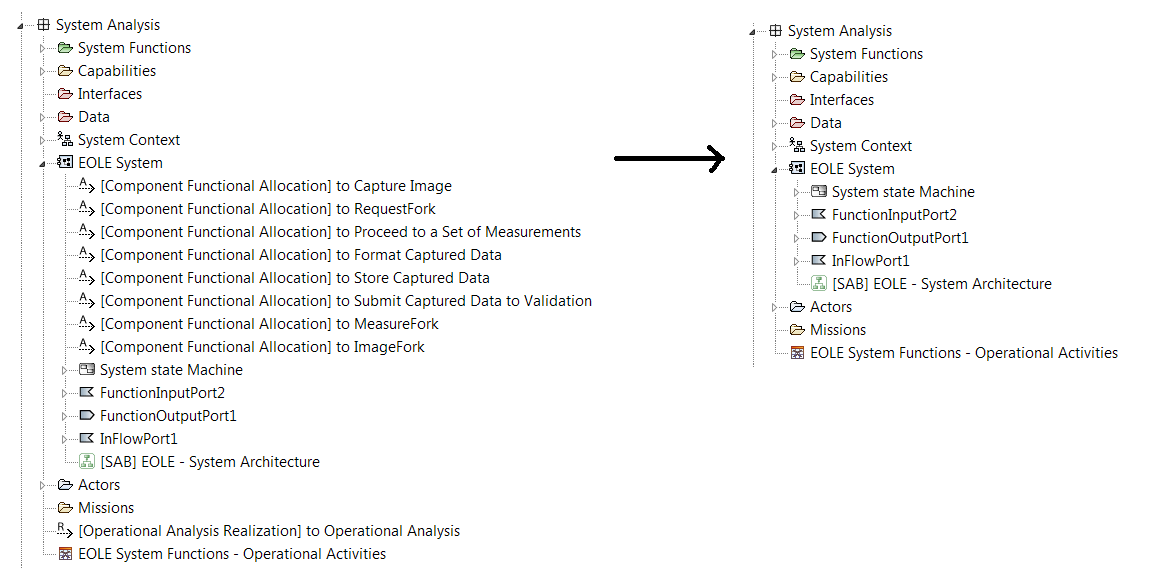 System Analysis
System Functions
Capabilities
Interfaces
Data
System Context
EOLE System
[Component Functional Allocation] to Capture Image
[Component Functional Allocation] to RequestFork
[Component Functional Allocation] to Proceed to a Set of Measurements
[Component Functional Allocation] to Format Captured Data
[Component Functional Allocation] to Store Captured Data
[Component Functional Allocation] to Submit Captured Data to Validation
[Component Functional Allocation] to MeasureFork
[Component Functional Allocation] to ImageFork
System state Machine
FunctionInputPort2
FunctionOutputPort1
InFlowPort1
[SAB] EOLE - System Architecture
Actors
Missions
[Operational Analysis Realization] to Operational Analysis
EOLE System Functions - Operational Activities
System Analysis
System Functions
Capabilities
Interfaces
Data
System Context
EOLE System
System state Machine
FunctionInputPort2
FunctionOutputPort1
InFlowPort1
[SAB] EOLE - System Architecture
Actors
Missions
EOLE System Functions - Operational Activities